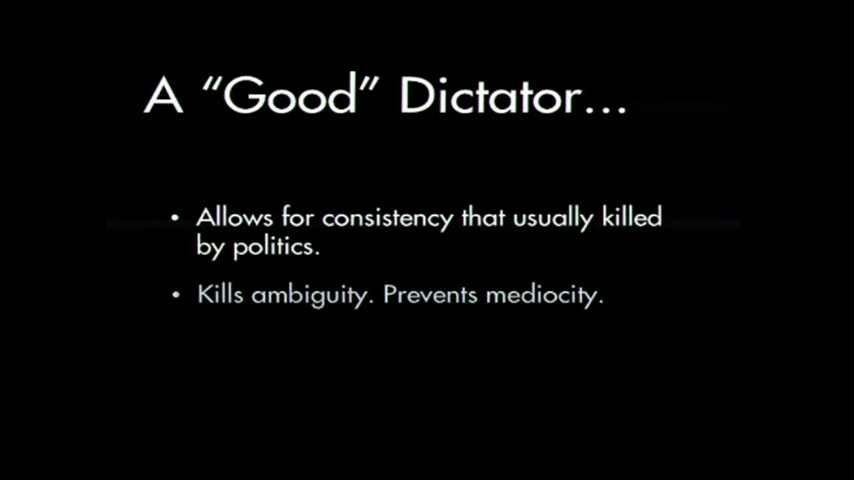 A “Good” Dictator...
• Allows for consistency that usually killed
by politics.
• Kills ambiguity. Prevents mediocity.